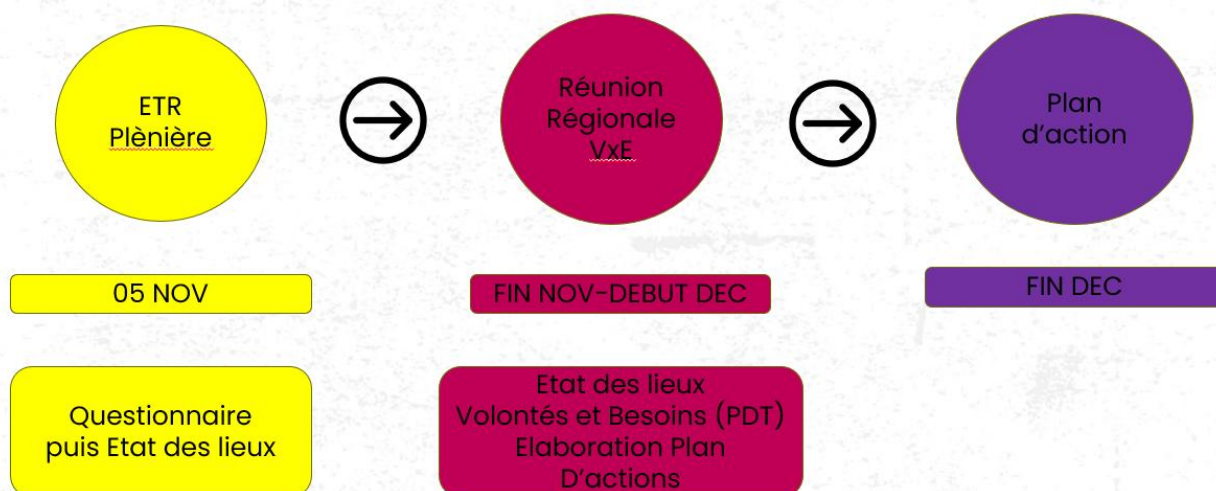 ETR
Plènière
Réunion
Régionale
VxE
Plan
d’action
05 NOV
FIN NOV-DEBUT DEC
FIN DEC
Questionnaire
puis Etat des lieux
Etat des lieux
Volontés et Besoins (PDT)
Elaboration Plan
D’actions